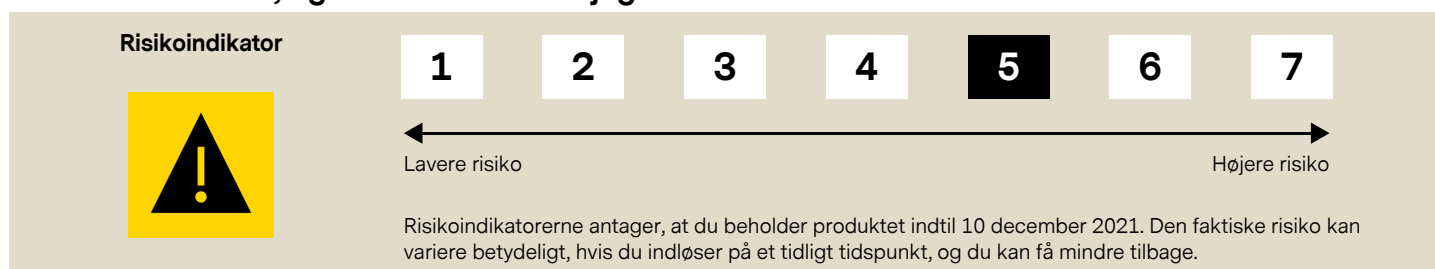 Risikoindikator
1 2 3 4 5 6 7
Lavere risiko Højere risiko
Risikoindikatorerne antager, at du beholder produktet indtil 10 december 2021. Den faktiske risiko kan
variere betydeligt, hvis du indløser på et tidligt tidspunkt, og du kan få mindre tilbage.